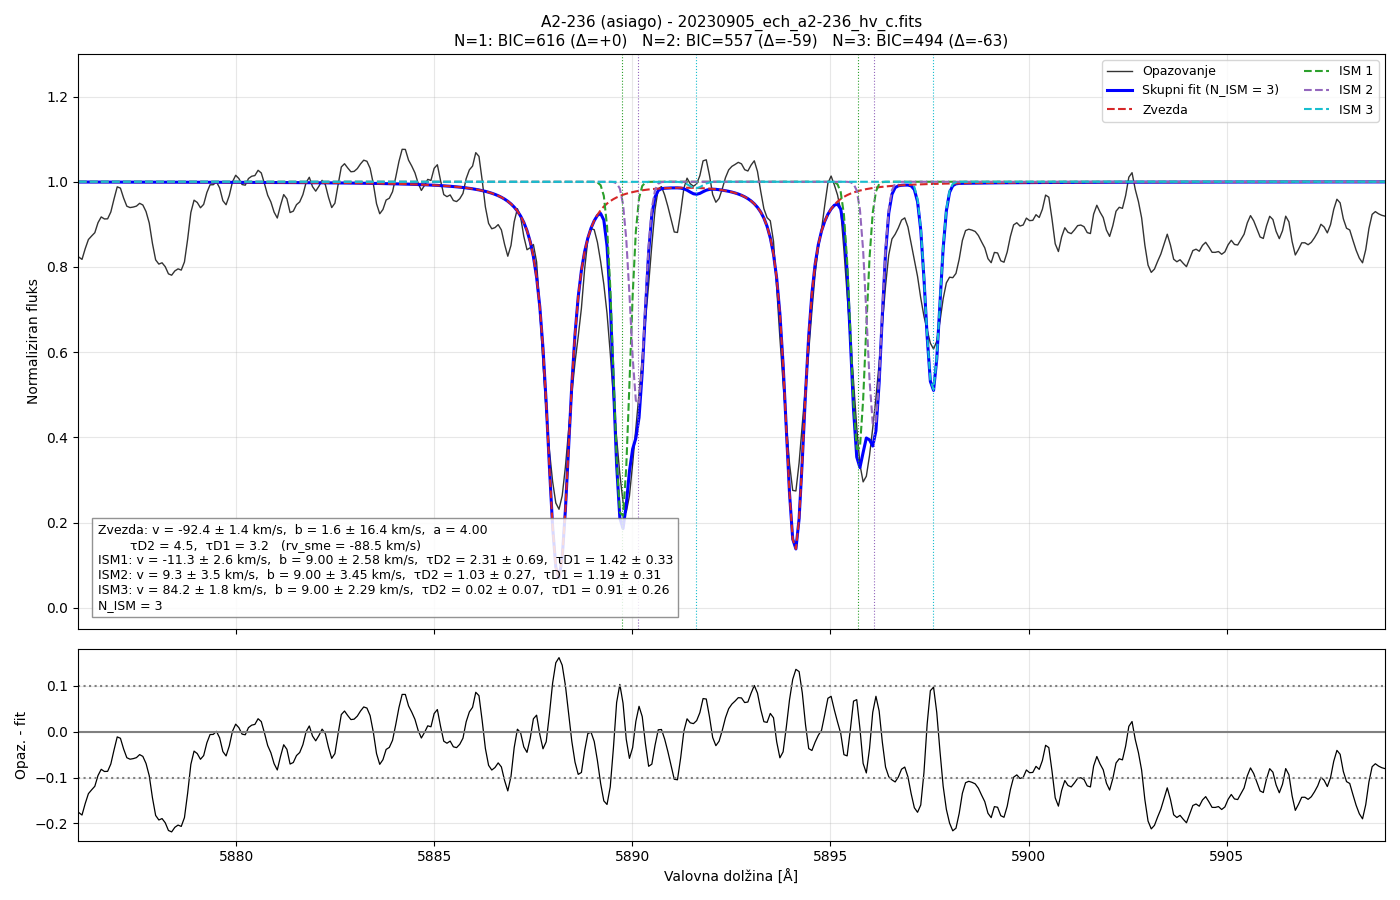 A2-236 (asiago) - 20230905_ech_a2-236_hv_c.fits
N=1: BIC=616 (Δ=+0)   N=2: BIC=557 (Δ=-59)   N=3: BIC=494 (Δ=-63)
Opazovanje
Skupni fit (N_ISM = 3)
Zvezda
ISM 1
ISM 2
ISM 3
Normaliziran fluks
1.2
1.0
0.8
0.6
0.4
0.2
0.0
Zvezda: v = -92.4 ± 1.4 km/s,  b = 1.6 ± 16.4 km/s,  a = 4.00
τD2 = 4.5,  τD1 = 3.2   (rv_sme = -88.5 km/s)
ISM1: v = -11.3 ± 2.6 km/s,  b = 9.00 ± 2.58 km/s,  τD2 = 2.31 ± 0.69,  τD1 = 1.42 ± 0.33
ISM2: v = 9.3 ± 3.5 km/s,  b = 9.00 ± 3.45 km/s,  τD2 = 1.03 ± 0.27,  τD1 = 1.19 ± 0.31
ISM3: v = 84.2 ± 1.8 km/s,  b = 9.00 ± 2.29 km/s,  τD2 = 0.02 ± 0.07,  τD1 = 0.91 ± 0.26
N_ISM = 3
Opaz. - fit
0.1
0.0
−0.1
−0.2
5880
5885
5890
5895
5900
5905
Valovna dolžina [Å]